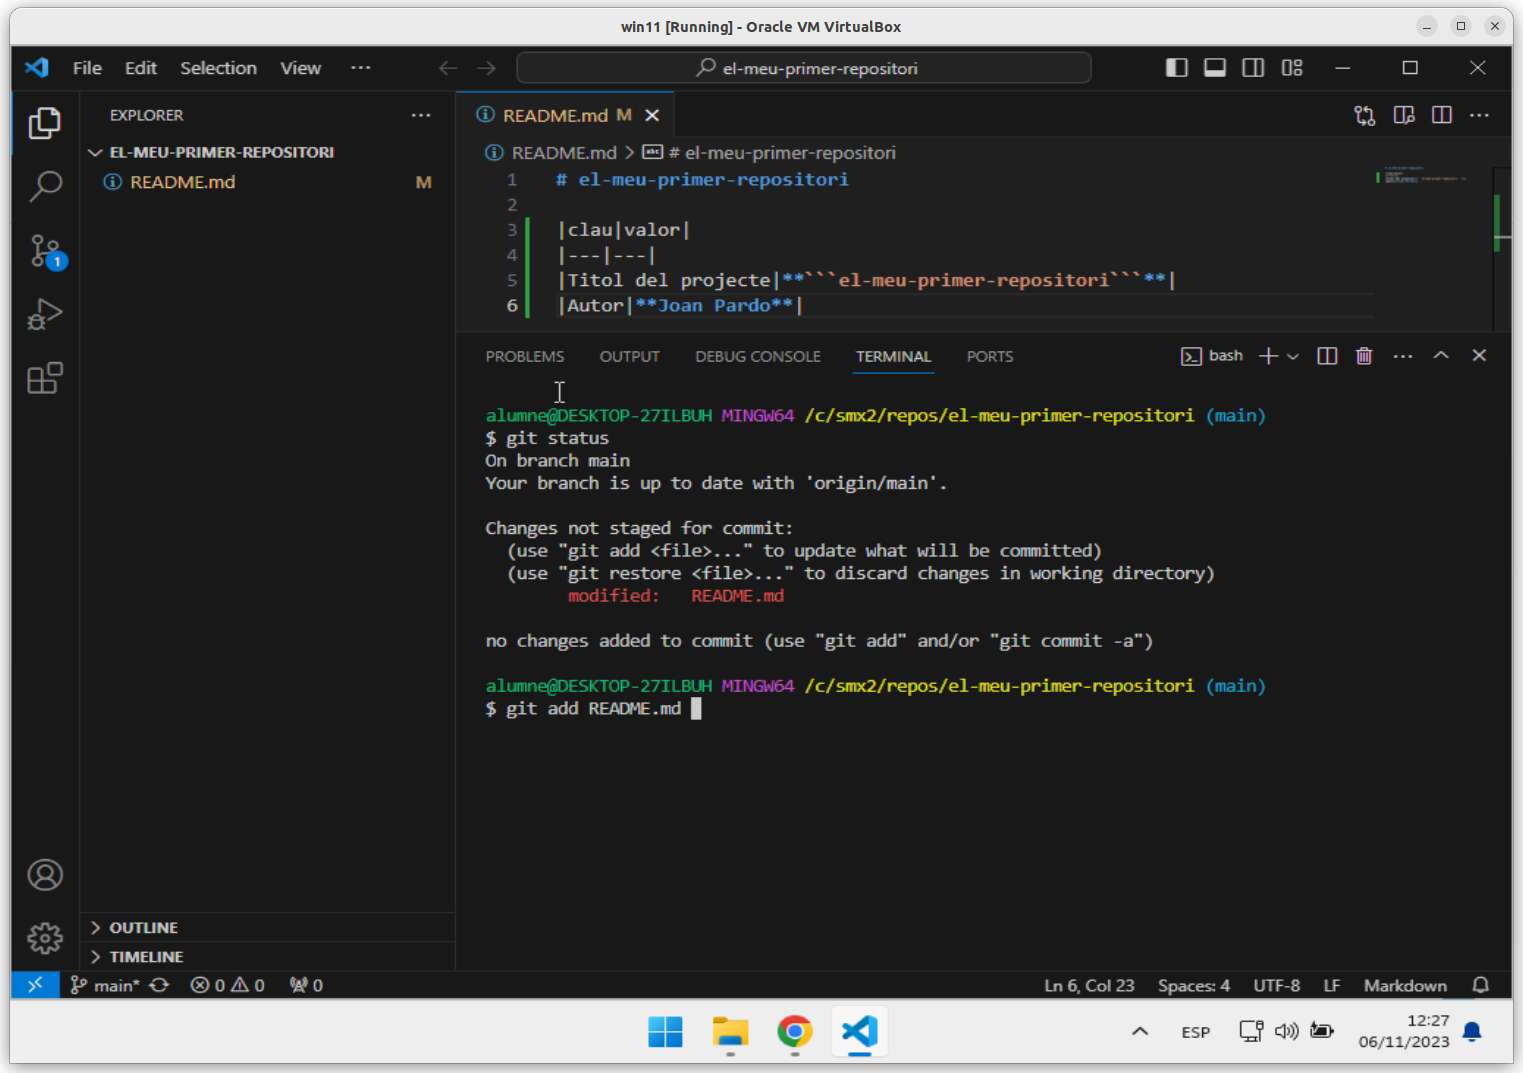 win11 [Running] - Oracle VM VirtualBox
File Edit Selection View ··· el-meu-primer-repositori
EXPLORER
EL-MEU-PRIMER-REPOSITORI
README.md M
1
README.md M
README.md > # el-meu-primer-repositori
1 # el-meu-primer-repositori
2
3 |clau|valor|
4 |---|---|
5 |Titol del projecte|**```el-meu-primer-repositori```**|
6 |Autor|**Joan Pardo**|
PROBLEMS OUTPUT DEBUG CONSOLE TERMINAL PORTS bash
alumne@DESKTOP-27ILBUH MINGW64 /c/smx2/repos/el-meu-primer-repositori (main)
$ git status
On branch main
Your branch is up to date with 'origin/main'.
Changes not staged for commit:
(use "git add <file>..." to update what will be committed)
(use "git restore <file>..." to discard changes in working directory)
modified: README.md
no changes added to commit (use "git add" and/or "git commit -a")
alumne@DESKTOP-27ILBUH MINGW64 /c/smx2/repos/el-meu-primer-repositori (main)
$ git add README.md
OUTLINE
TIMELINE
main* 0 0 0 Ln 6, Col 23 Spaces: 4 UTF-8 LF Markdown
ESP
12:27
06/11/2023